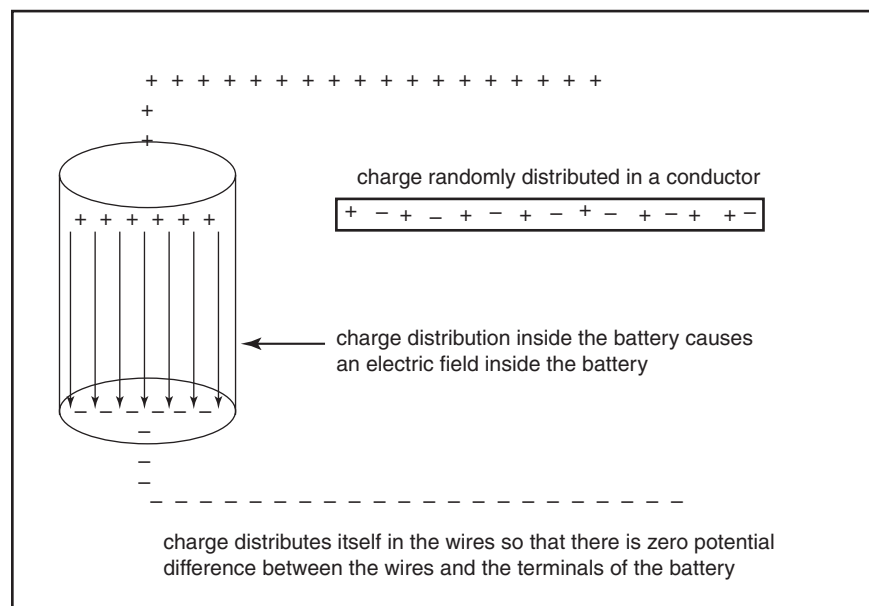 + + + + + + + + + + + + + + + + + +
+
+
charge randomly distributed in a conductor
+ − + − + − + − + − + − + + −
+ + + + + +
charge distribution inside the battery causes
an electric field inside the battery
− − − − − −
−
−
−
− − − − − − − − − − − − − − − − − − − − −
charge distributes itself in the wires so that there is zero potential
difference between the wires and the terminals of the battery